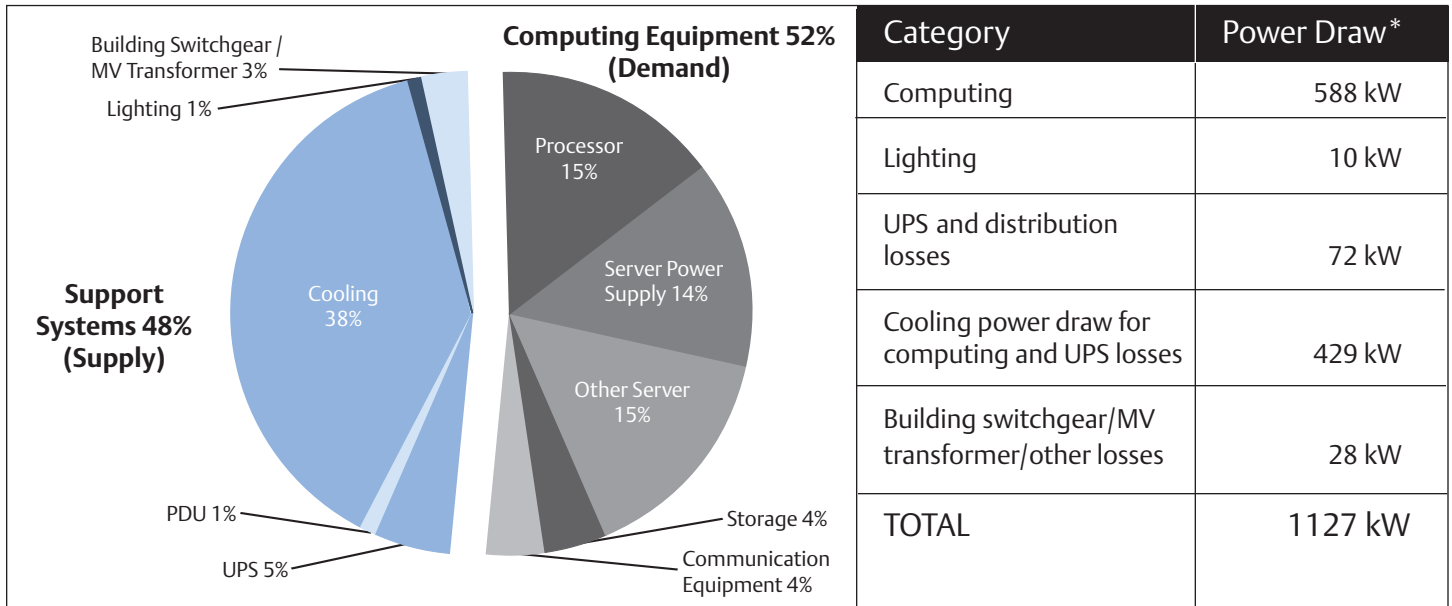 Building Switchgear /
MV Transformer 3%
Lighting 1%
Computing Equipment 52%
(Demand)
Processor
15%
Server Power
Supply 14%
Other Server
15%
Storage 4%
Communication
Equipment 4%
Support
Systems 48%
(Supply)
Cooling
38%
PDU 1%
UPS 5%
Category Power Draw*
Computing 588 kW
Lighting 10 kW
UPS and distribution
losses 72 kW
Cooling power draw for
computing and UPS losses 429 kW
Building switchgear/MV
transformer/other losses 28 kW
TOTAL 1127 kW